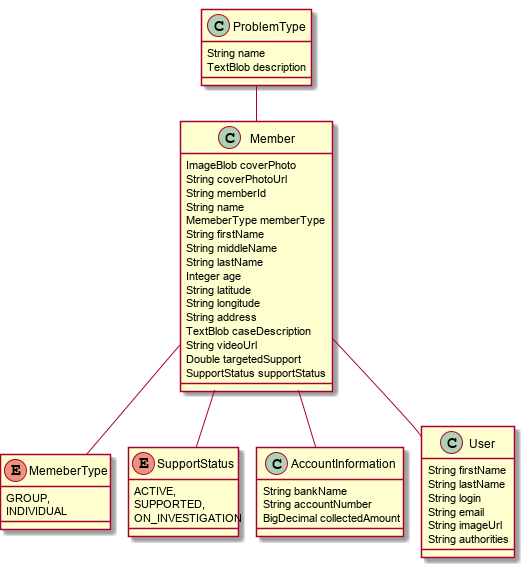 C ProblemType
String name
TextBlob description
C Member
ImageBlob coverPhoto
String coverPhotoUrl
String memberId
String name
MemeberType memberType
String firstName
String middleName
String lastName
Integer age
String latitude
String longitude
String address
TextBlob caseDescription
String videoUrl
Double targetedSupport
SupportStatus supportStatus
E MemeberType
GROUP,
INDIVIDUAL
E SupportStatus
ACTIVE,
SUPPORTED,
ON_INVESTIGATION
C AccountInformation
String bankName
String accountNumber
BigDecimal collectedAmount
C User
String firstName
String lastName
String login
String email
String imageUrl
String authorities